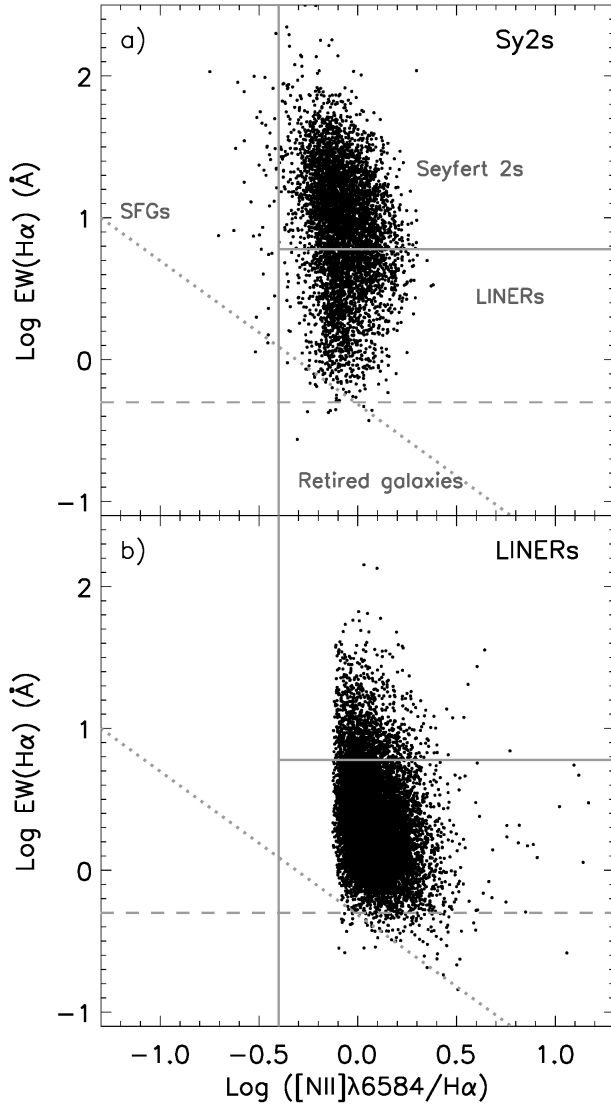 a)
Sy2s
2
Seyfert 2s
SFGs
1
LINERs
0
Retired galaxies
−1
Log EW(Hα) (Å)
b)
LINERs
2
1
0
−1
Log EW(Hα) (Å)
−1.0 −0.5 0.0 0.5 1.0
Log ([NII]λ6584/Hα)